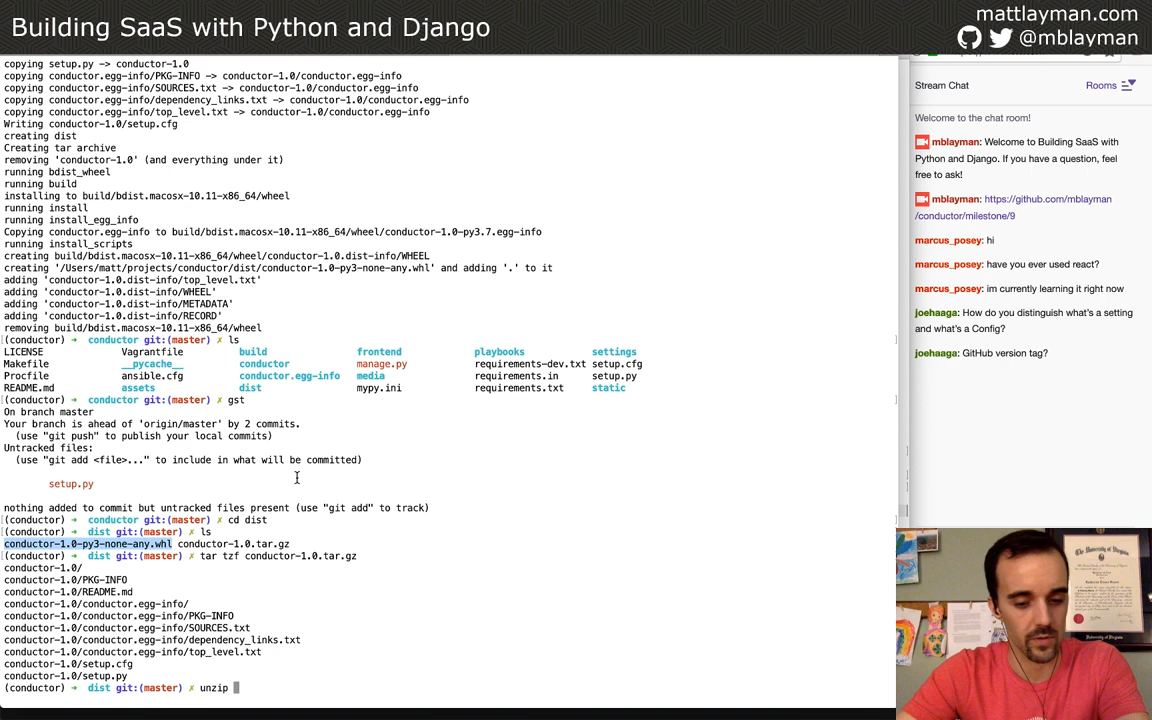 Building SaaS with Python and Django
mattlayman.com
@mblayman
copying setup.py -> conductor-1.0
copying conductor.egg-info/PKG-INFO -> conductor-1.0/conductor.egg-info
copying conductor.egg-info/SOURCES.txt -> conductor-1.0/conductor.egg-info
copying conductor.egg-info/dependency_links.txt -> conductor-1.0/conductor.egg-info
copying conductor.egg-info/top_level.txt -> conductor-1.0/conductor.egg-info
Writing conductor-1.0/setup.cfg
creating dist
Creating tar archive
removing 'conductor-1.0' (and everything under it)
running bdist_wheel
running build
installing to build/bdist.macosx-10.11-x86_64/wheel
running install
running install_egg_info
Copying conductor.egg-info to build/bdist.macosx-10.11-x86_64/wheel/conductor-1.0-py3.7.egg-info
running install_scripts
creating build/bdist.macosx-10.11-x86_64/wheel/conductor-1.0.dist-info/WHEEL
creating '/Users/matt/projects/conductor/dist/conductor-1.0-py3-none-any.whl' and adding '.' to it
adding 'conductor-1.0.dist-info/top_level.txt'
adding 'conductor-1.0.dist-info/WHEEL'
adding 'conductor-1.0.dist-info/METADATA'
adding 'conductor-1.0.dist-info/RECORD'
removing build/bdist.macosx-10.11-x86_64/wheel
[(conductor) ➜ conductor git:(master) ✗ ls
LICENSE Vagrantfile build frontend playbooks settings
Makefile __pycache__ conductor manage.py requirements-dev.txt setup.cfg
Procfile ansible.cfg conductor.egg-info media requirements.in setup.py
README.md assets dist mypy.ini requirements.txt static
[(conductor) ➜ conductor git:(master) ✗ gst
On branch master
Your branch is ahead of 'origin/master' by 2 commits.
(use "git push" to publish your local commits)
Untracked files:
(use "git add <file>..." to include in what will be committed)
setup.py
nothing added to commit but untracked files present (use "git add" to track)
[(conductor) ➜ conductor git:(master) ✗ cd dist
[(conductor) ➜ dist git:(master) ✗ ls
conductor-1.0-py3-none-any.whl conductor-1.0.tar.gz
[(conductor) ➜ dist git:(master) ✗ tar tzf conductor-1.0.tar.gz
conductor-1.0/
conductor-1.0/PKG-INFO
conductor-1.0/README.md
conductor-1.0/conductor.egg-info/
conductor-1.0/conductor.egg-info/PKG-INFO
conductor-1.0/conductor.egg-info/SOURCES.txt
conductor-1.0/conductor.egg-info/dependency_links.txt
conductor-1.0/conductor.egg-info/top_level.txt
conductor-1.0/setup.cfg
conductor-1.0/setup.py
(conductor) ➜ dist git:(master) ✗ unzip
Stream Chat Rooms
Welcome to the chat room!
mblayman: Welcome to Building SaaS with
Python and Django. If you have a question, feel
free to ask!
mblayman: https://github.com/mblayman
/conductor/milestone/9
marcus_posey: hi
marcus_posey: have you ever used react?
marcus_posey: im currently learning it right now
joehaaga: How do you distinguish what's a setting
and what's a Config?
joehaaga: GitHub version tag?
The University of Virginia